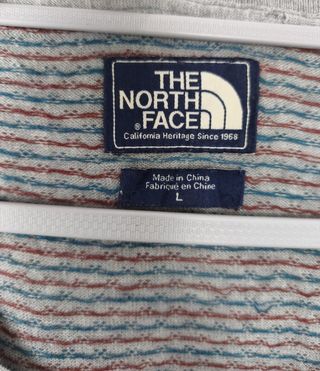 THE
NORTH
FACE®
California Heritage Since 1968
Made in China
Fabriqué en Chine
L